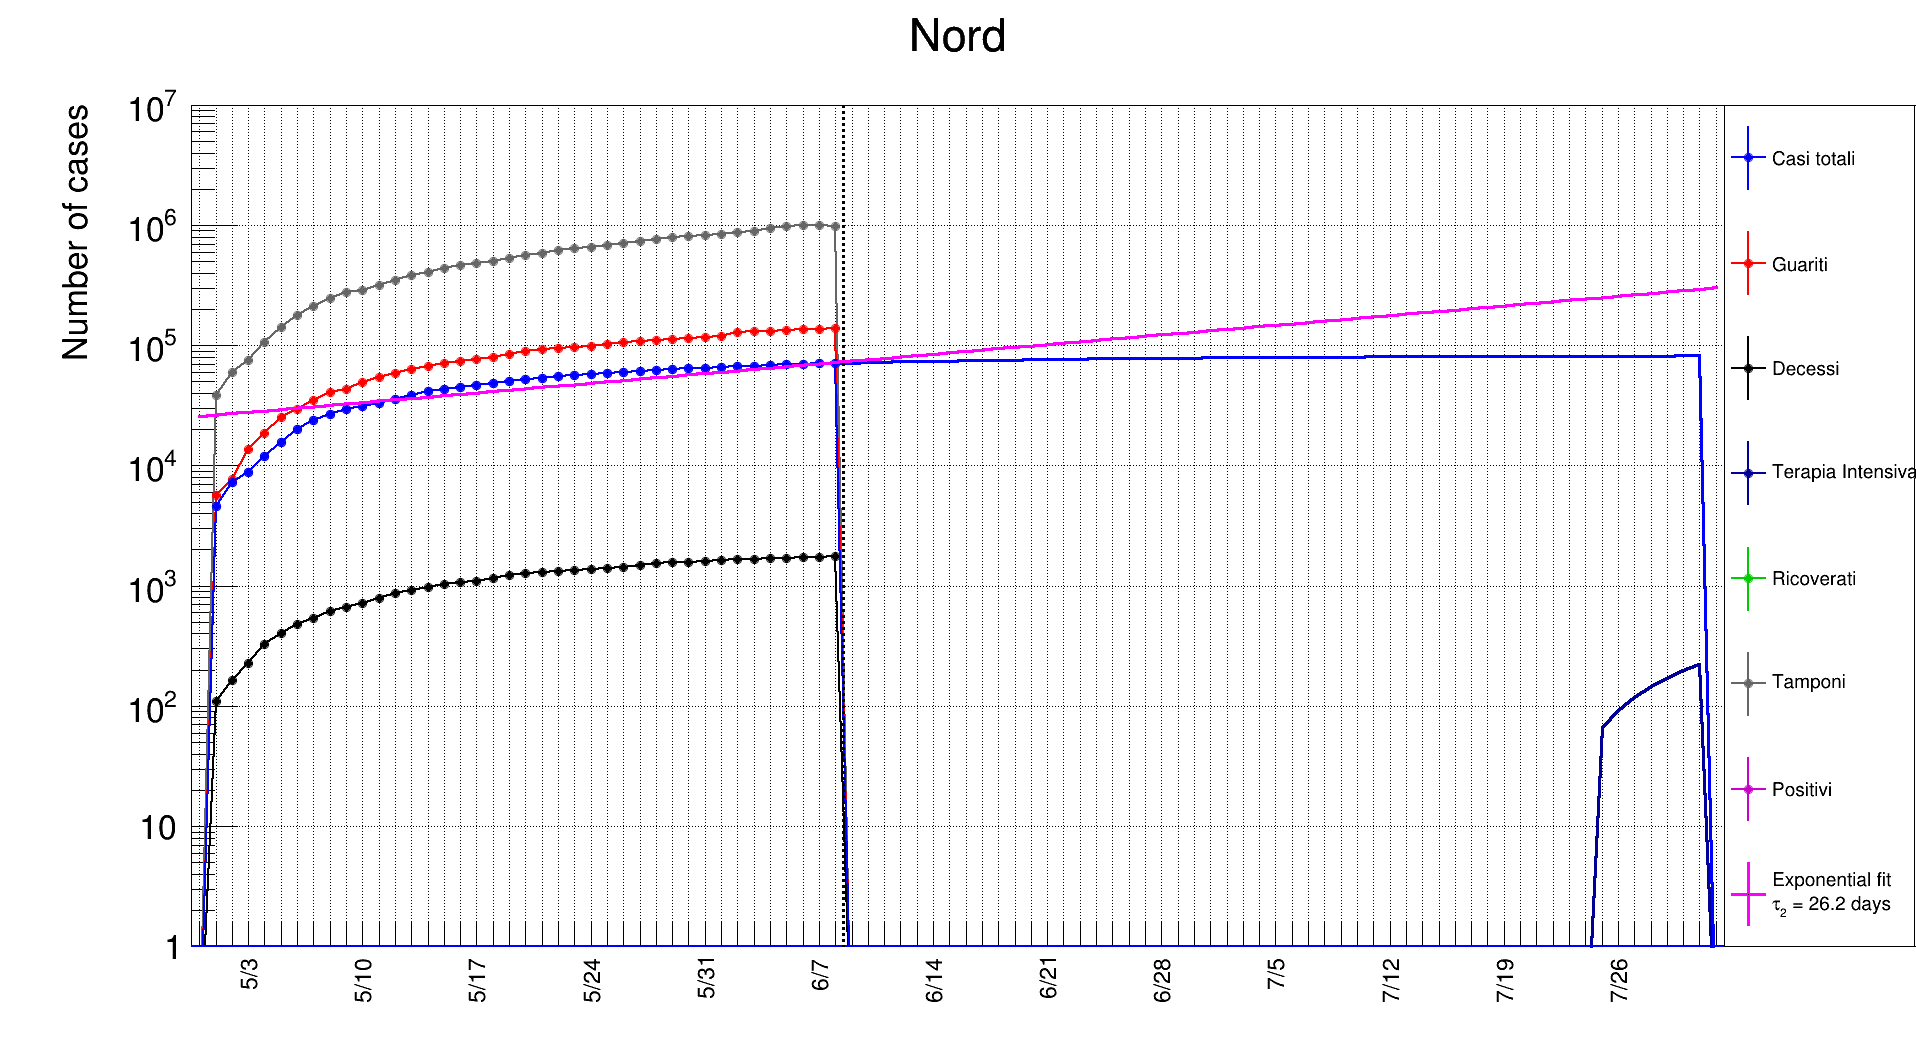 Nord
Number of cases
10^7
10^6
10^5
10^4
10^3
10^2
10
1
5/3
5/10
5/17
5/24
5/31
6/7
6/14
6/21
6/28
7/5
7/12
7/19
7/26
Casi totali
Guariti
Decessi
Terapia Intensiva
Ricoverati
Tamponi
Positivi
Exponential fit
τ_2 = 26.2 days